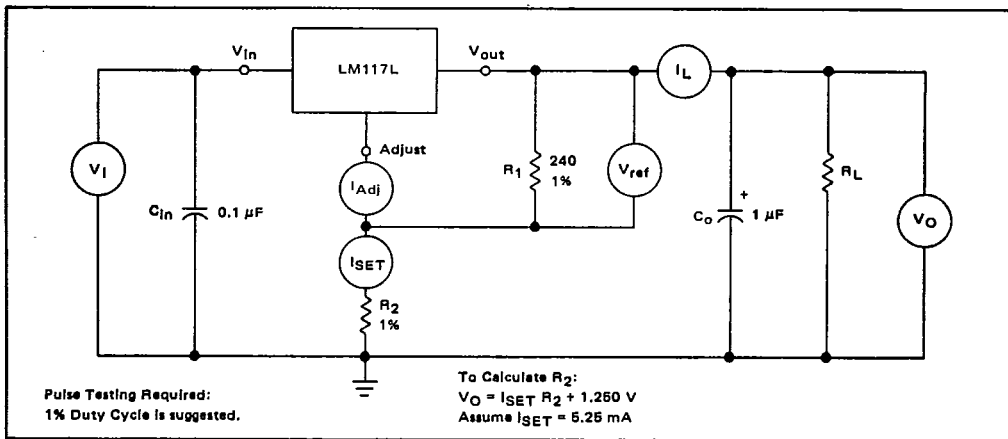 Vin
LM117L
Vout
IL
Adjust
VI
Cin
0.1 µF
IAdj
R1
240
1%
Vref
+
Co
1 µF
RL
VO
ISET
R2
1%
Pulse Testing Required:
1% Duty Cycle is suggested.
To Calculate R2:
VO = ISET R2 + 1.250 V
Assume ISET = 5.25 mA